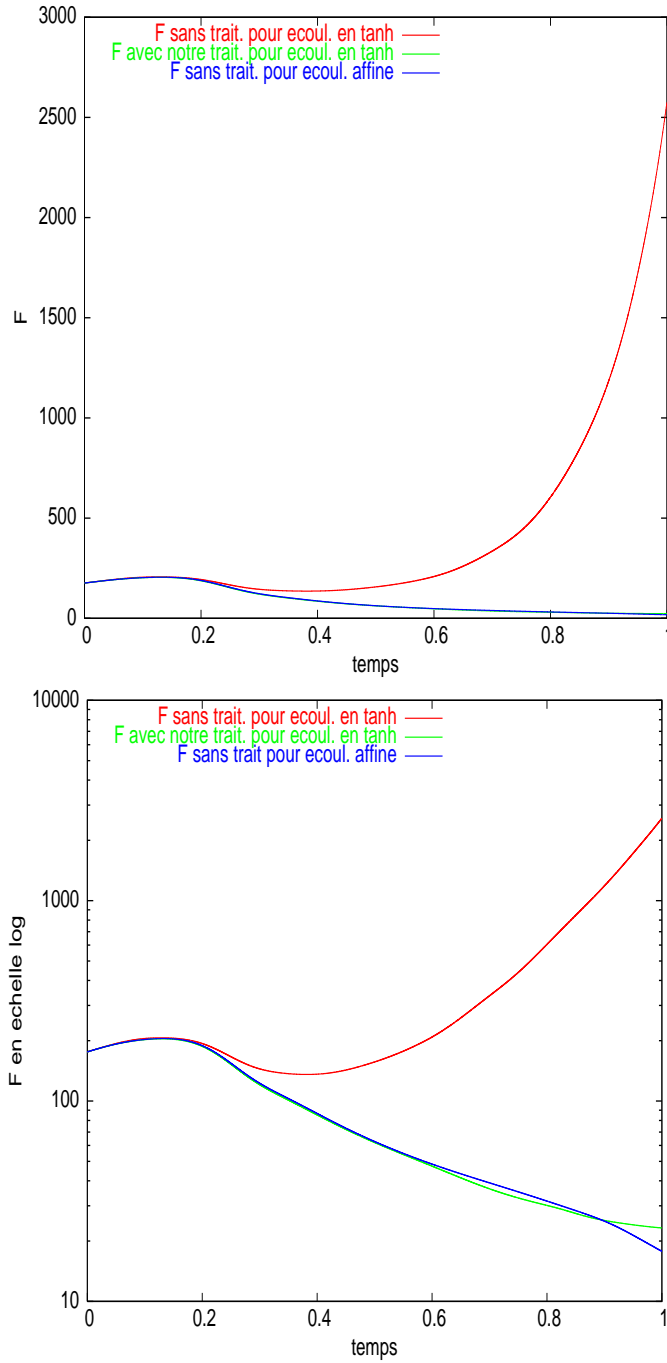 F sans trait. pour ecoul. en tanh
F avec notre trait. pour ecoul. en tanh
F sans trait. pour ecoul. affine
3000
2500
2000
1500
1000
500
0
F
0
0.2
0.4
0.6
0.8
1
temps
F sans trait. pour ecoul. en tanh
F avec notre trait. pour ecoul. en tanh
F sans trait pour ecoul. affine
10000
1000
100
10
F en echelle log
0
0.2
0.4
0.6
0.8
1
temps